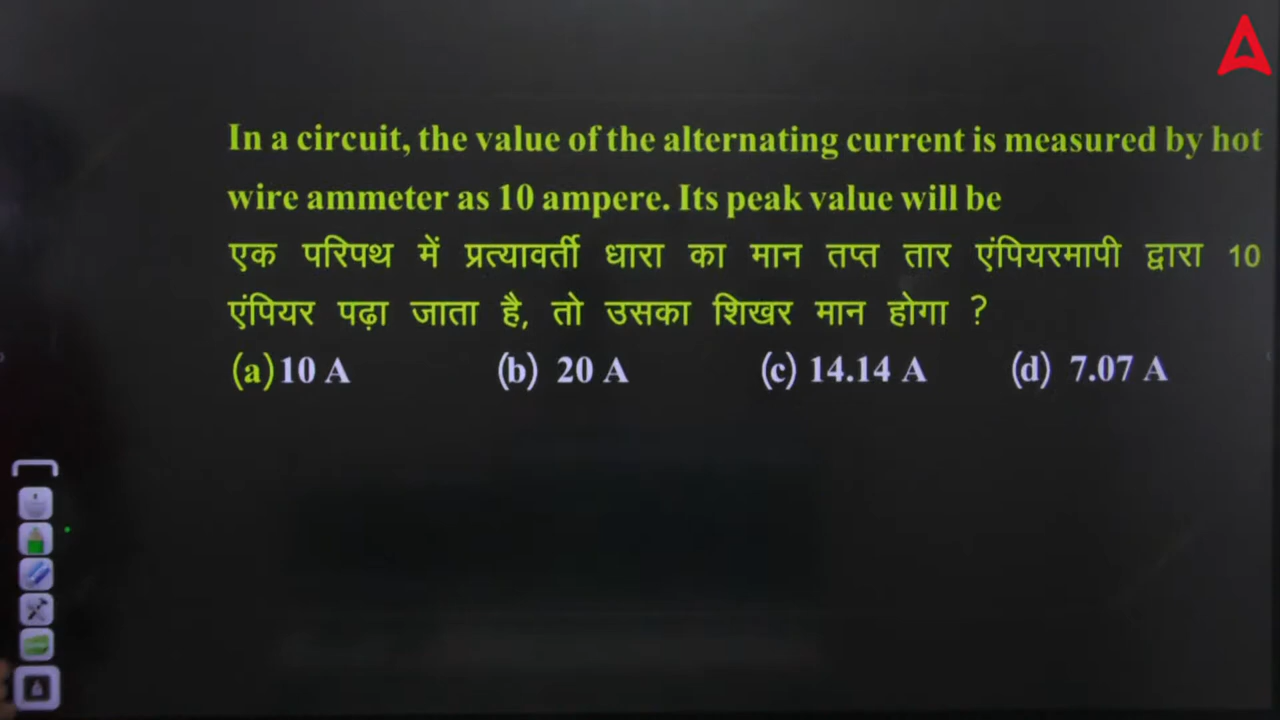 In a circuit, the value of the alternating current is measured by hot
wire ammeter as 10 ampere. Its peak value will be
एक परिपथ में प्रत्यावर्ती धारा का मान तप्त तार एंपियरमापी द्वारा 10
एंपियर पढ़ा जाता है, तो उसका शिखर मान होगा ?
(a) 10 A (b) 20 A (c) 14.14 A (d) 7.07 A